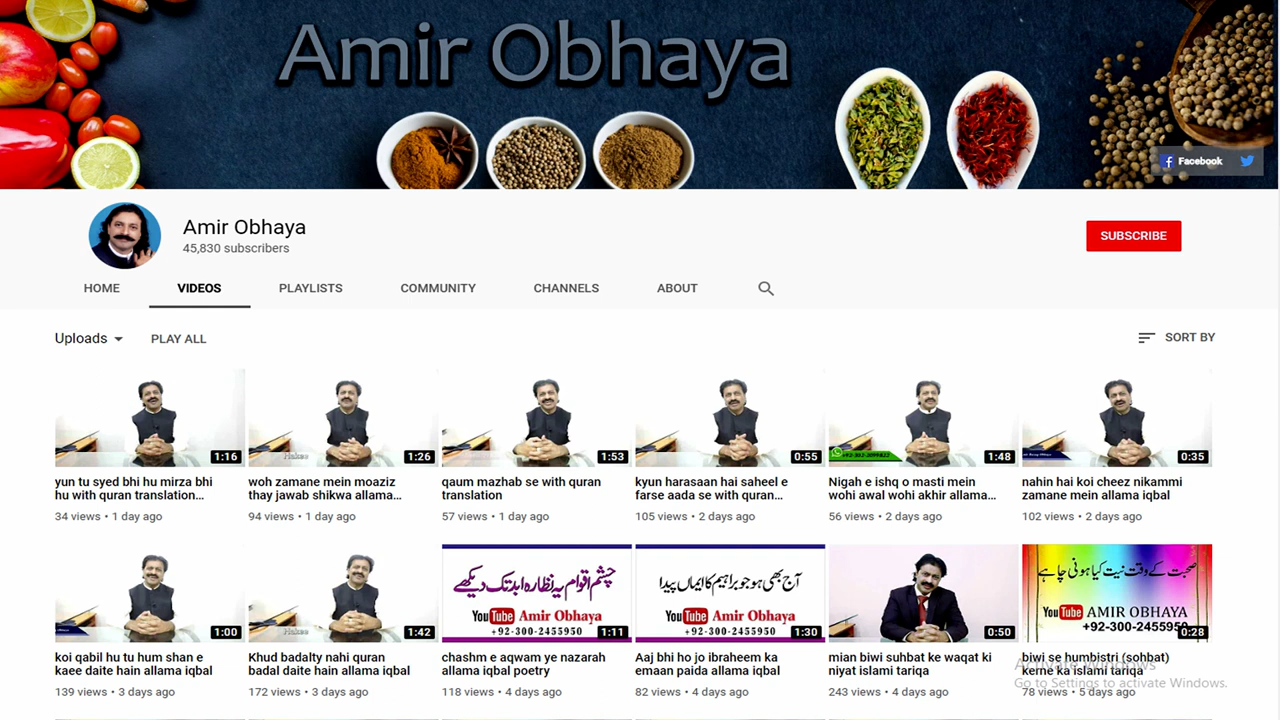 Amir Obhaya
Facebook
Amir Obhaya
45,830 subscribers
SUBSCRIBE
HOME VIDEOS PLAYLISTS COMMUNITY CHANNELS ABOUT
Uploads PLAY ALL SORT BY
1:16
yun tu syed bhi hu mirza bhi
hu with quran translation...
34 views • 1 day ago
1:26
woh zamane mein moaziz
thay jawab shikwa allama...
94 views • 1 day ago
1:53
qaum mazhab se with quran
translation
57 views • 1 day ago
0:55
kyun harasaan hai saheel e
farse aada se with quran...
105 views • 2 days ago
1:48
Nigah e ishq o masti mein
wohi awal wohi akhir allama...
56 views • 2 days ago
0:35
nahin hai koi cheez nikammi
zamane mein allama iqbal
102 views • 2 days ago
1:00
koi qabil hu tu hum shan e
kaee daite hain allama iqbal
139 views • 3 days ago
1:42
Khud badalty nahi quran
badal daite hain allama iqbal
172 views • 3 days ago
چشم اقوام یہ نظارہ ابد تک دیکھے
YouTube Amir Obhaya
+92-300-2455950
1:11
chashm e aqwam ye nazarah
allama iqbal poetry
118 views • 4 days ago
آج بھی ہو جو براہیم کا ایماں پیدا
YouTube Amir Obhaya
+92-300-2455950
1:30
Aaj bhi ho jo ibraheem ka
emaan paida allama iqbal
82 views • 4 days ago
0:50
mian biwi suhbat ke waqat ki
niyat islami tariqa
243 views • 4 days ago
صحبت کے وقت نیت کیا ہونی چاہے
YouTube AMIR OBHAYA
+92-300-2455950
0:28
biwi se humbistri (sohbat)
kerne ka islami tariqa
78 views • 5 days ago
Activate Windows
Go to Settings to activate Windows.